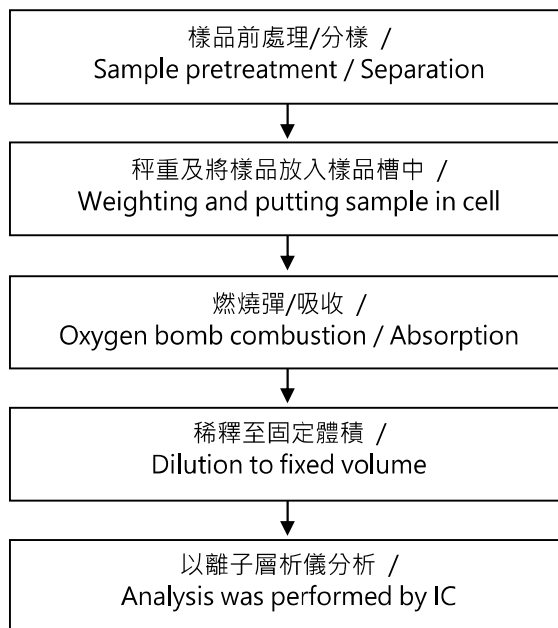 樣品前處理/分樣 /
Sample pretreatment / Separation
秤重及將樣品放入樣品槽中 /
Weighting and putting sample in cell
燃燒彈/吸收 /
Oxygen bomb combustion / Absorption
稀釋至固定體積 /
Dilution to fixed volume
以離子層析儀分析 /
Analysis was performed by IC